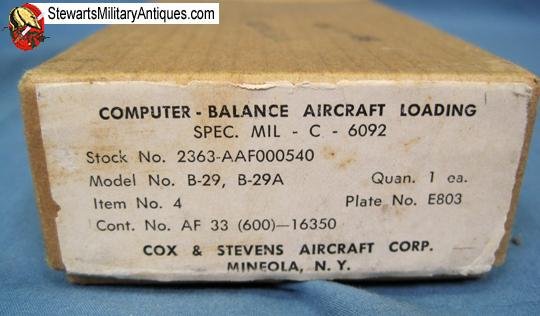 StewartsMilitaryAntiques.com
COMPUTER - BALANCE AIRCRAFT LOADING
SPEC. MIL - C - 6092
Stock No. 2363-AAF000540
Model No. B-29, B-29A Quan. 1 ea.
Item No. 4 Plate No. E803
Cont. No. AF 33 (600)—16350
COX & STEVENS AIRCRAFT CORP.
MINEOLA, N. Y.